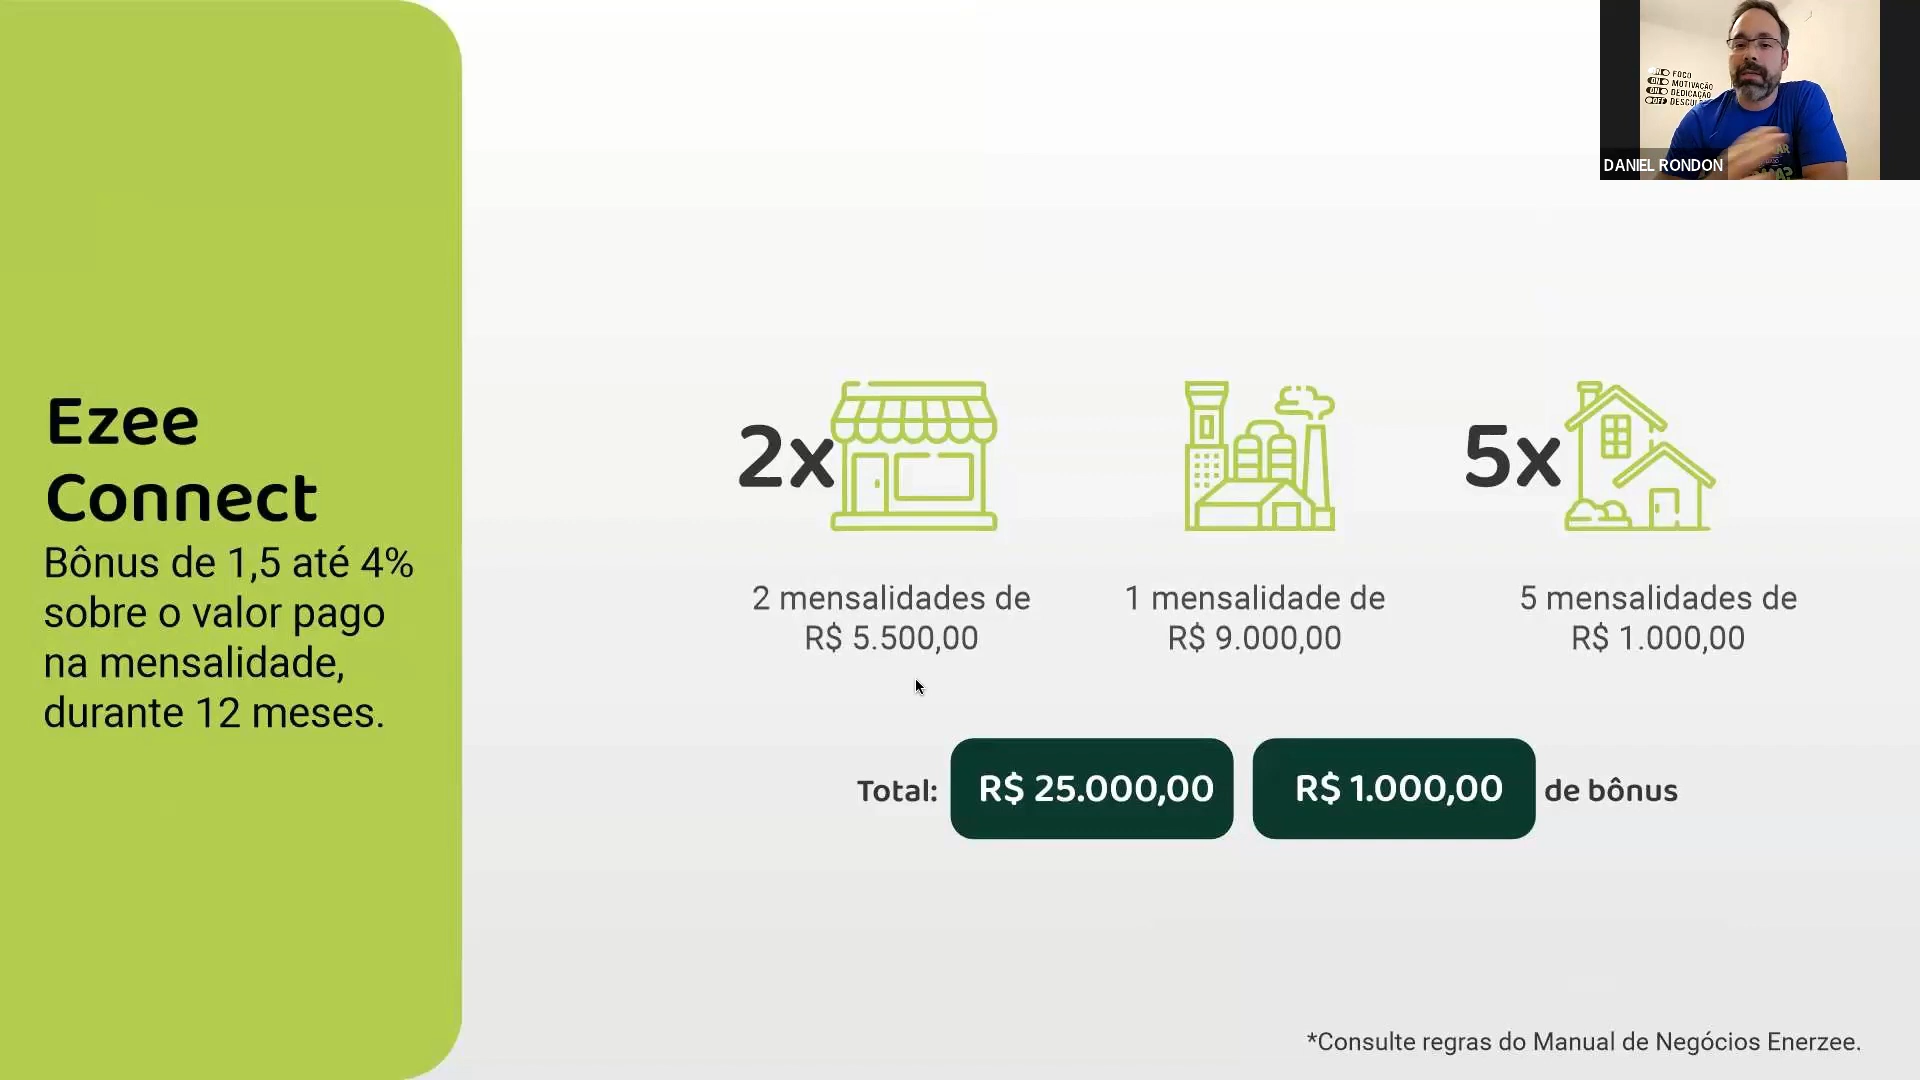 Ezee
Connect
Bônus de 1,5 até 4%
sobre o valor pago
na mensalidade,
durante 12 meses.
2x
5x
2 mensalidades de
R$ 5.500,00
1 mensalidade de
R$ 9.000,00
5 mensalidades de
R$ 1.000,00
Total: R$ 25.000,00 R$ 1.000,00 de bônus
*Consulte regras do Manual de Negócios Enerzee.
FOCO
ON MOTIVAÇÃO
ON DEDICAÇÃO
OFF
DANIEL RONDON